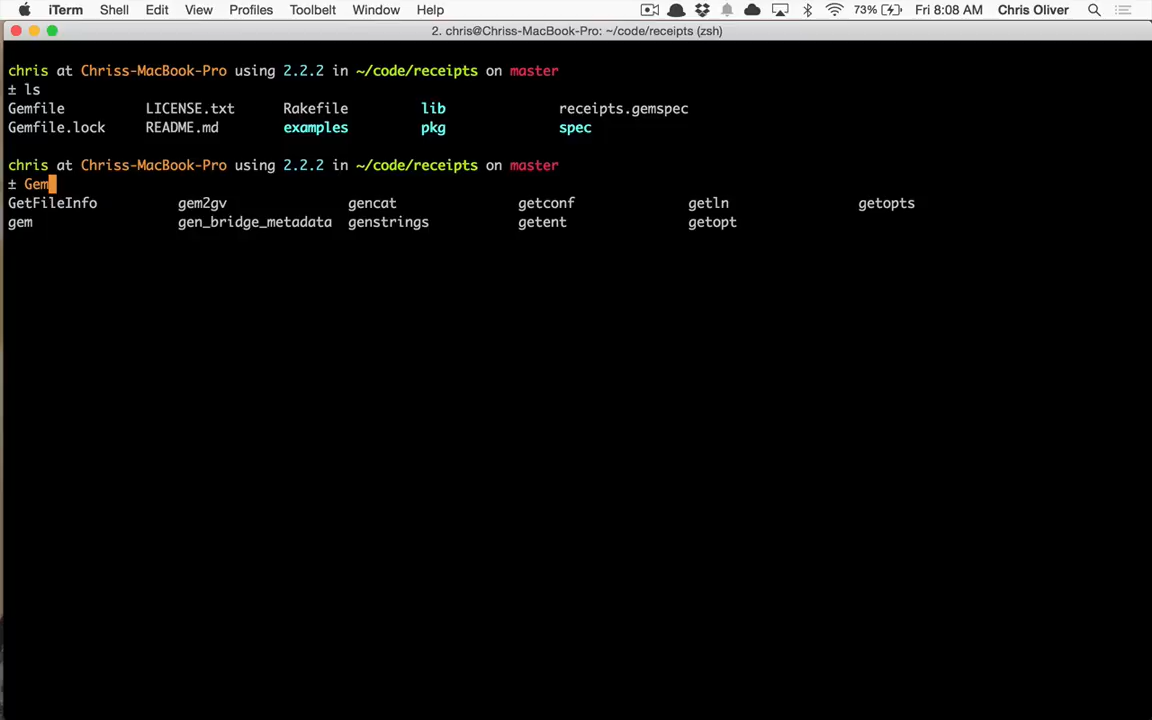 iTerm Shell Edit View Profiles Toolbelt Window Help 73% Fri 8:08 AM Chris Oliver
2. chris@Chriss-MacBook-Pro: ~/code/receipts (zsh)
chris at Chriss-MacBook-Pro using 2.2.2 in ~/code/receipts on master
± ls
Gemfile LICENSE.txt Rakefile lib receipts.gemspec
Gemfile.lock README.md examples pkg spec
chris at Chriss-MacBook-Pro using 2.2.2 in ~/code/receipts on master
± Gem
GetFileInfo gem2gv gencat getconf getln getopts
gem gen_bridge_metadata genstrings getent getopt